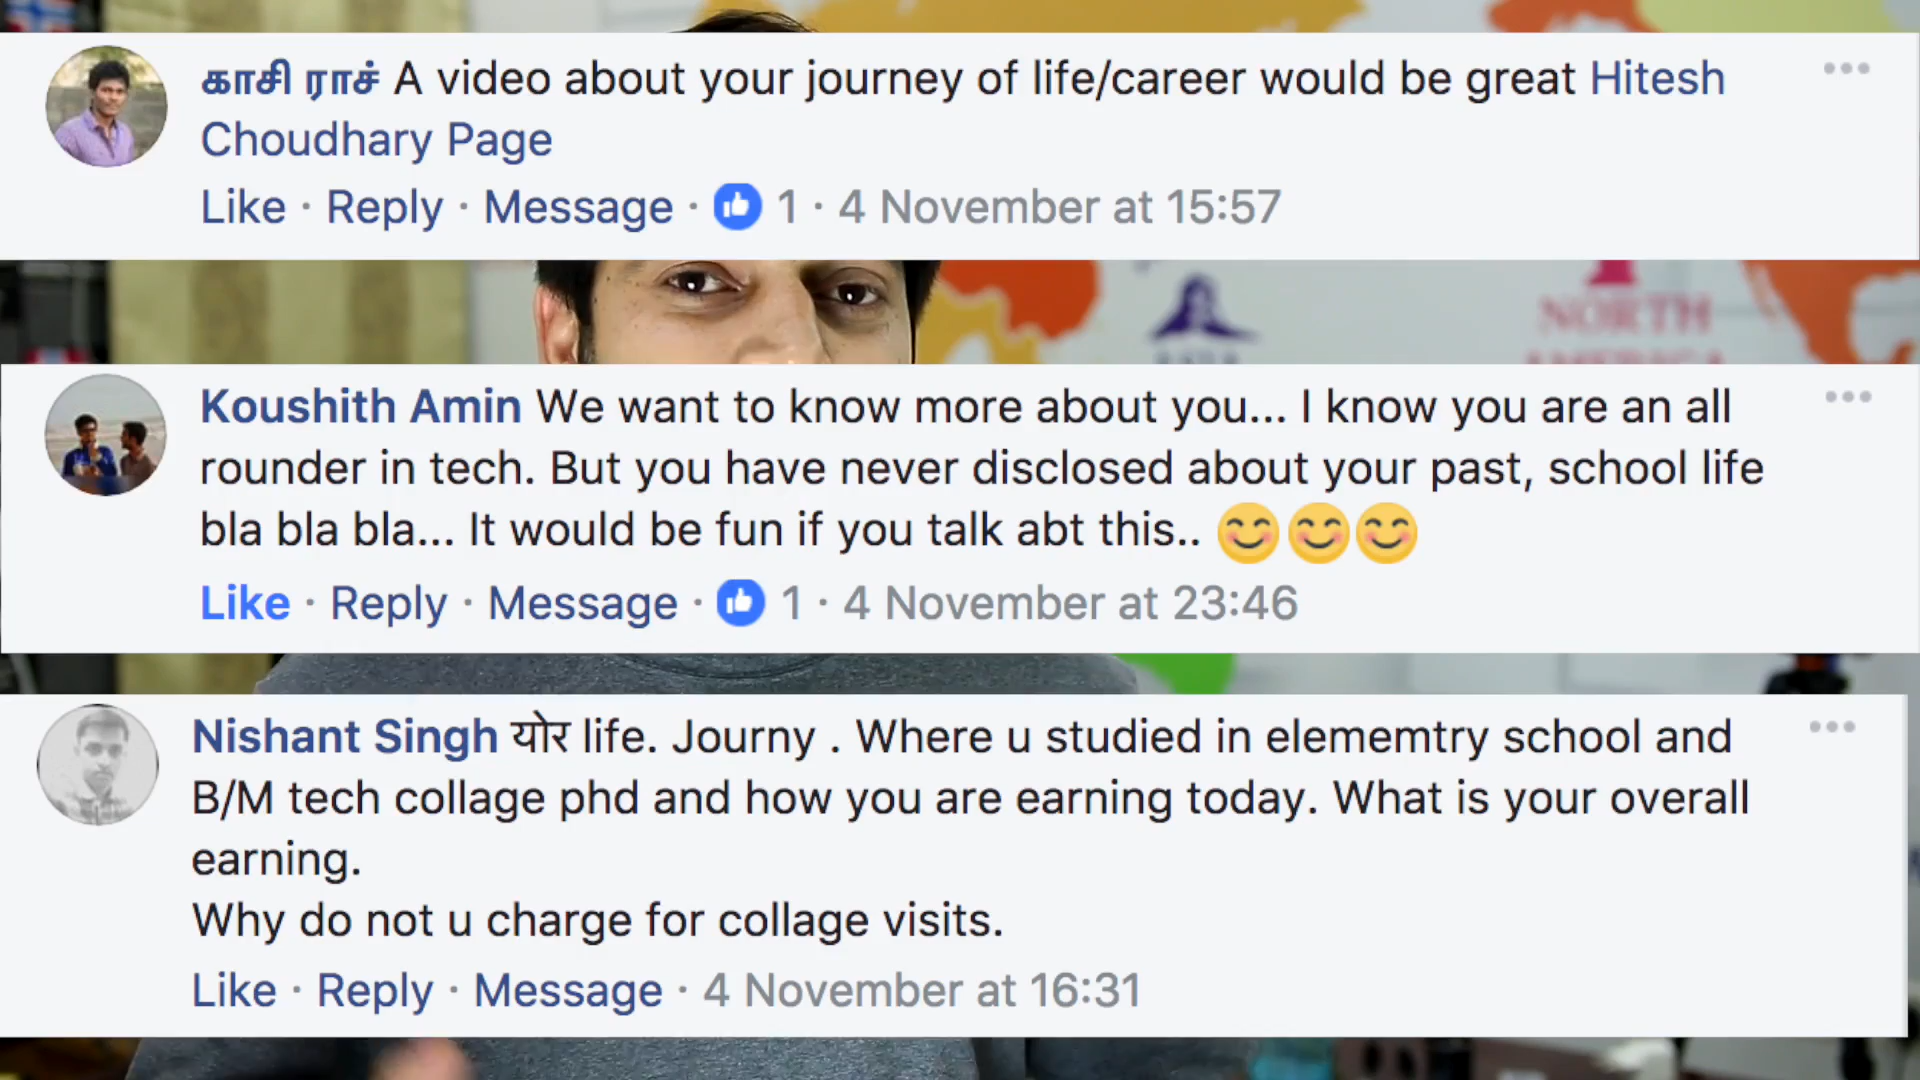 காசி ராச் A video about your journey of life/career would be great Hitesh
Choudhary Page
Like · Reply · Message · 1 · 4 November at 15:57
NORTH
AMERICA
Koushith Amin We want to know more about you... I know you are an all
rounder in tech. But you have never disclosed about your past, school life
bla bla bla... It would be fun if you talk abt this.. 😊😊😊
Like · Reply · Message · 1 · 4 November at 23:46
Nishant Singh योर life. Journy . Where u studied in elememtry school and
B/M tech collage phd and how you are earning today. What is your overall
earning.
Why do not u charge for collage visits.
Like · Reply · Message · 4 November at 16:31